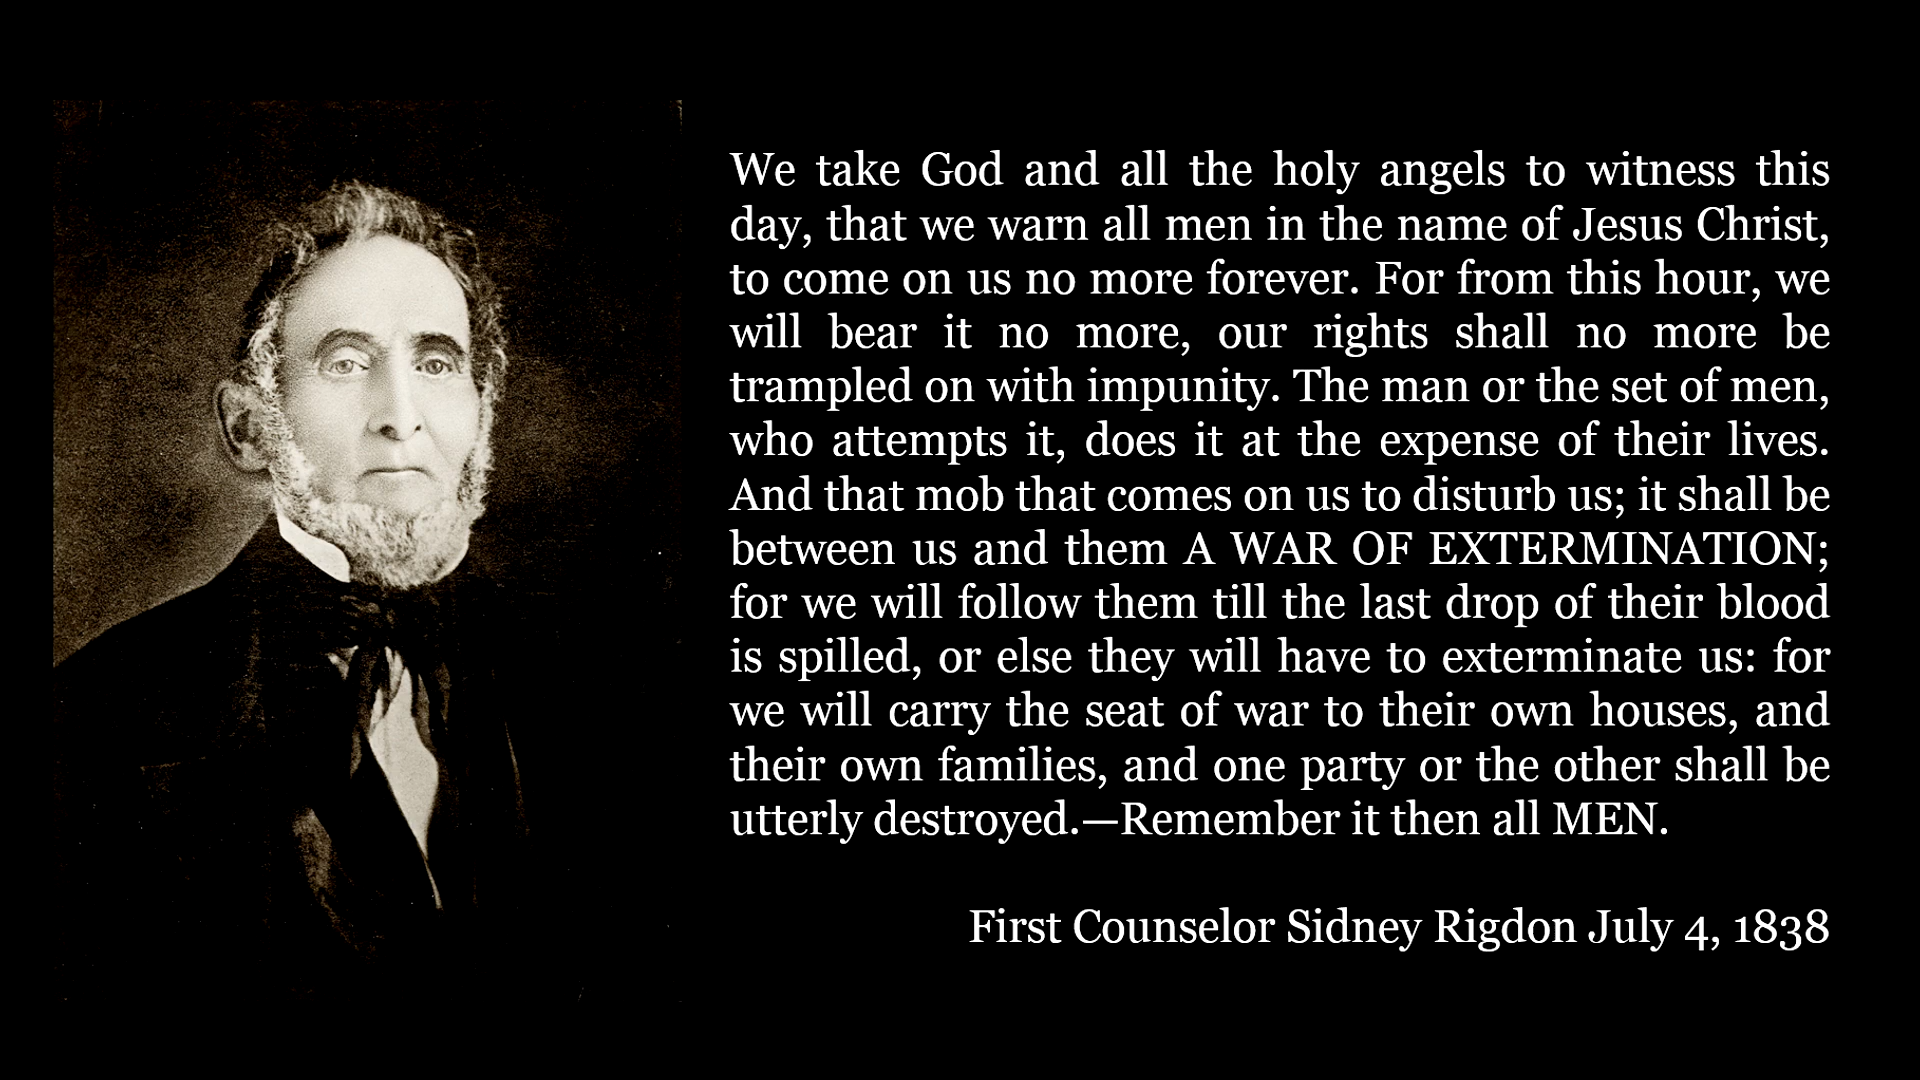 We take God and all the holy angels to witness this
day, that we warn all men in the name of Jesus Christ,
to come on us no more forever. For from this hour, we
will bear it no more, our rights shall no more be
trampled on with impunity. The man or the set of men,
who attempts it, does it at the expense of their lives.
And that mob that comes on us to disturb us; it shall be
between us and them A WAR OF EXTERMINATION;
for we will follow them till the last drop of their blood
is spilled, or else they will have to exterminate us: for
we will carry the seat of war to their own houses, and
their own families, and one party or the other shall be
utterly destroyed.—Remember it then all MEN.
First Counselor Sidney Rigdon July 4, 1838